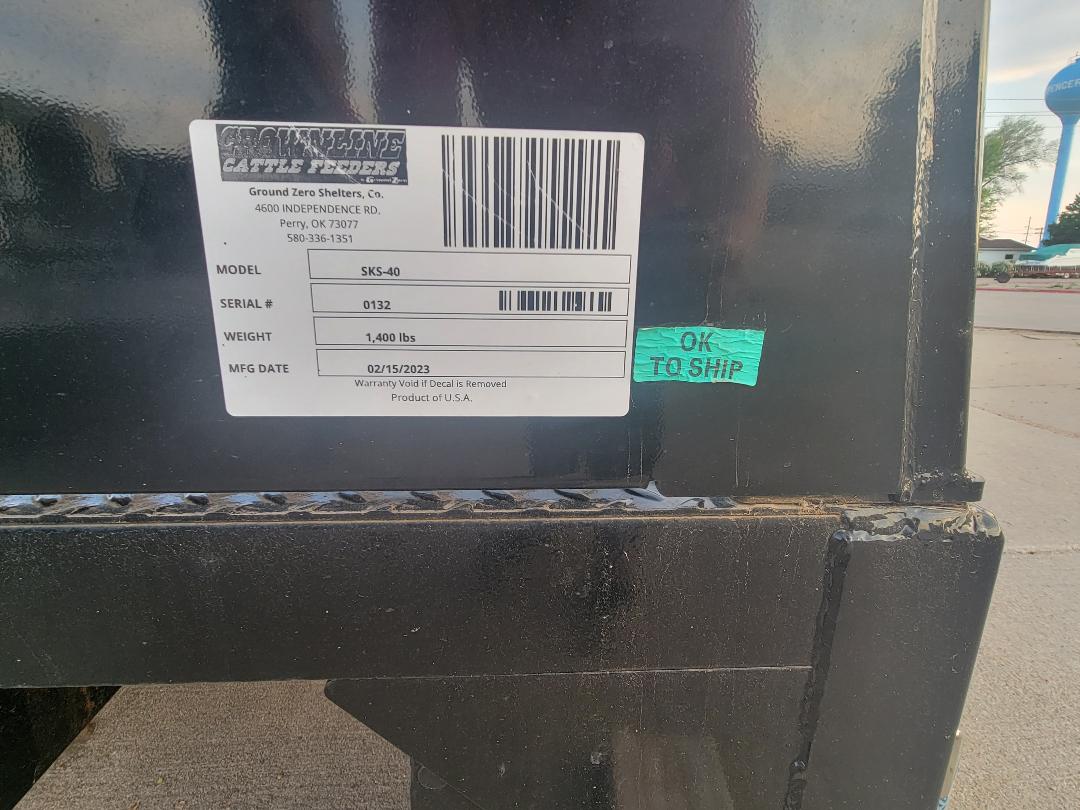 CROWNLINE
CATTLE FEEDERS
Ground Zero Shelters, Co.
4600 INDEPENDENCE RD.
Perry, OK 73077
580-336-1351
MODEL SKS-40
SERIAL # 0132
WEIGHT 1,400 lbs
MFG DATE 02/15/2023
Warranty Void if Decal is Removed
Product of U.S.A.
OK
TO SHIP